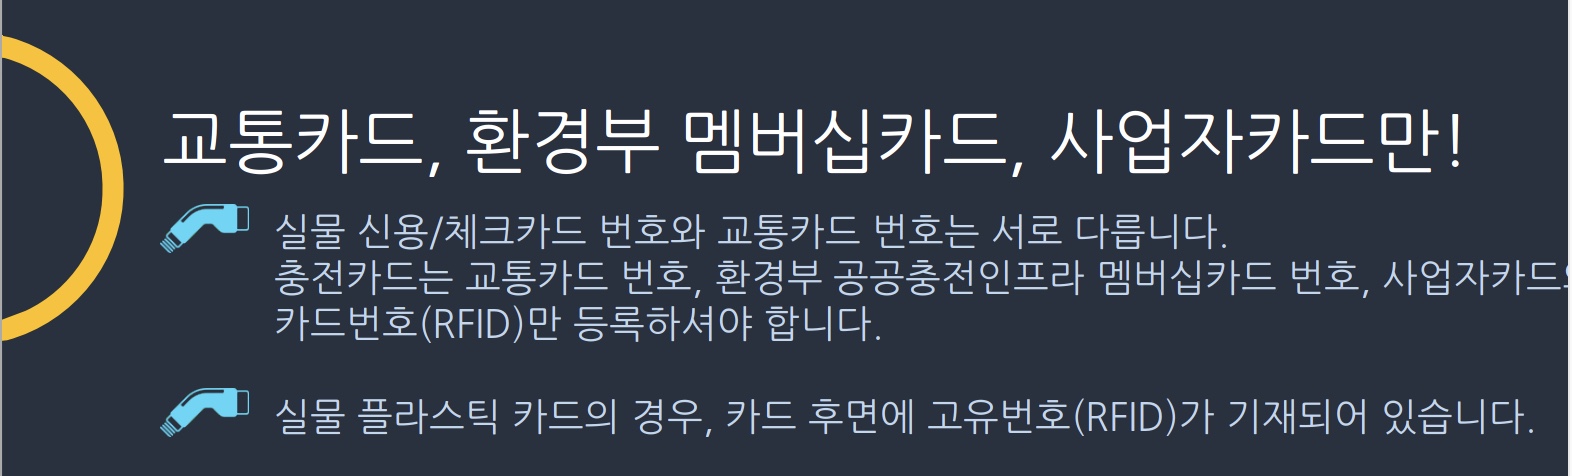 교통카드, 환경부 멤버십카드, 사업자카드만!
실물 신용/체크카드 번호와 교통카드 번호는 서로 다릅니다.
충전카드는 교통카드 번호, 환경부 공공충전인프라 멤버십카드 번호, 사업자카드의
카드번호(RFID)만 등록하셔야 합니다.
실물 플라스틱 카드의 경우, 카드 후면에 고유번호(RFID)가 기재되어 있습니다.